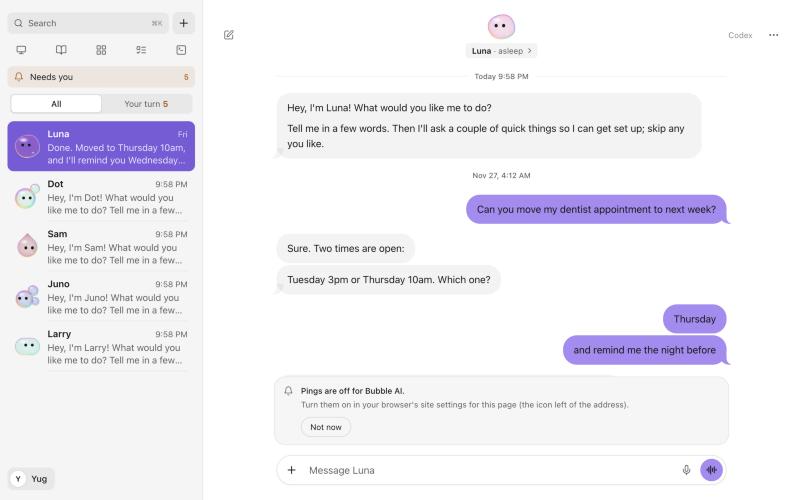 Search ⌘K
Needs you 5
All Your turn 5
Luna Fri
Done. Moved to Thursday 10am,
and I'll remind you Wednesday...
Dot 9:58 PM
Hey, I'm Dot! What would you
like me to do? Tell me in a few...
Sam 9:58 PM
Hey, I'm Sam! What would you
like me to do? Tell me in a few...
Juno 9:58 PM
Hey, I'm Juno! What would you
like me to do? Tell me in a few...
Larry 9:58 PM
Hey, I'm Larry! What would you
like me to do? Tell me in a few...
Y Yug
Luna · asleep
Codex
Today 9:58 PM
Hey, I'm Luna! What would you like me to do?
Tell me in a few words. Then I'll ask a couple of quick things so I can get set up; skip any
you like.
Nov 27, 4:12 AM
Can you move my dentist appointment to next week?
Sure. Two times are open:
Tuesday 3pm or Thursday 10am. Which one?
Thursday
and remind me the night before
Pings are off for Bubble AI.
Turn them on in your browser's site settings for this page (the icon left of the address).
Not now
Message Luna